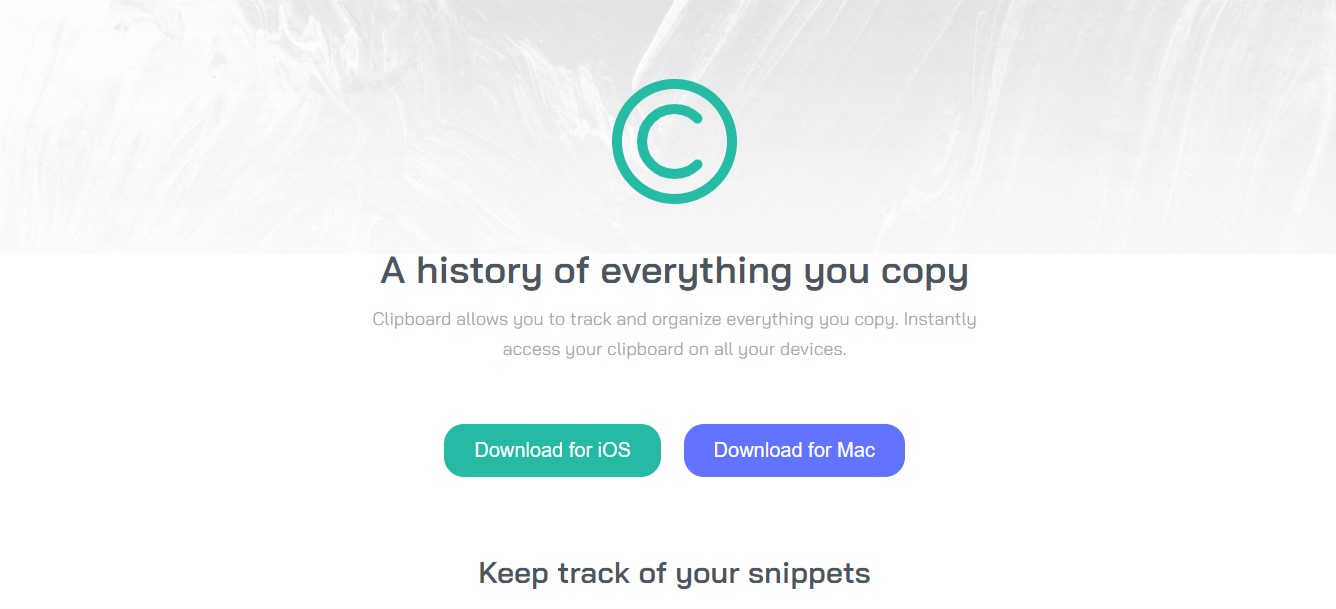 A history of everything you copy
Clipboard allows you to track and organize everything you copy. Instantly
access your clipboard on all your devices.
Download for iOS
Download for Mac
Keep track of your snippets